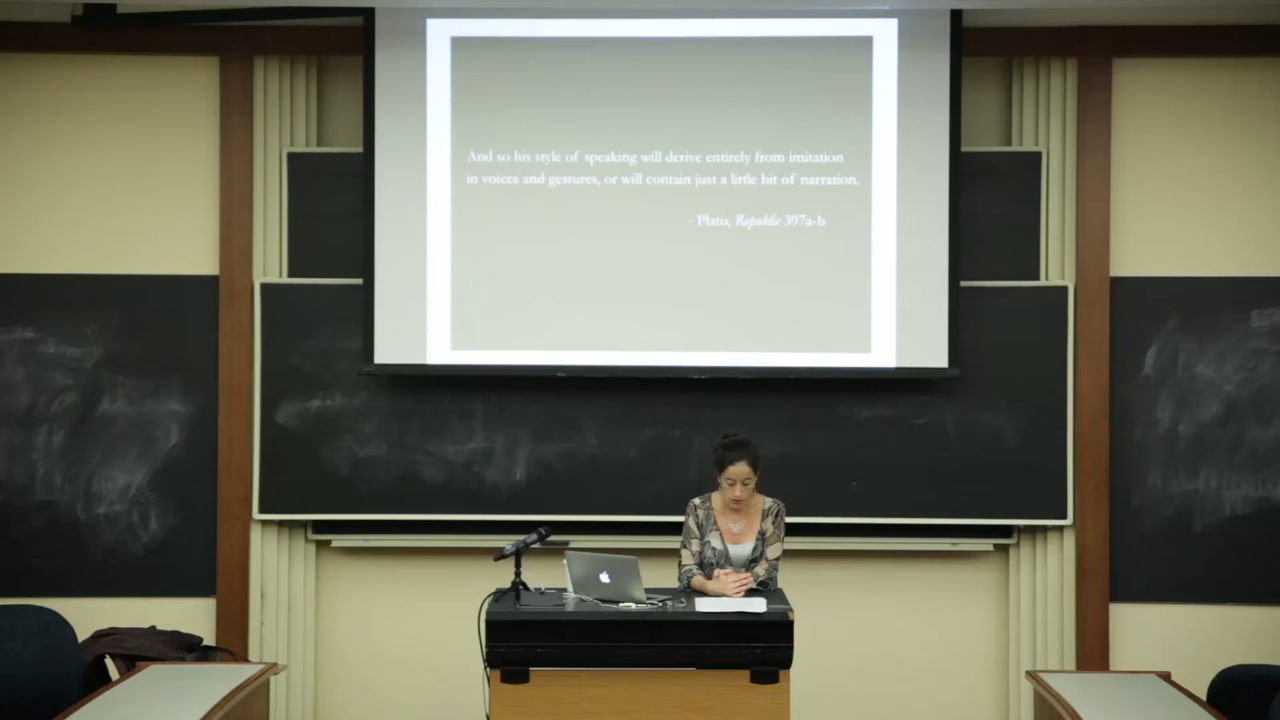 And so his style of speaking will derive entirely from imitation
in voices and gestures, or will contain just a little bit of narration.
- Plato, Republic 397a-b